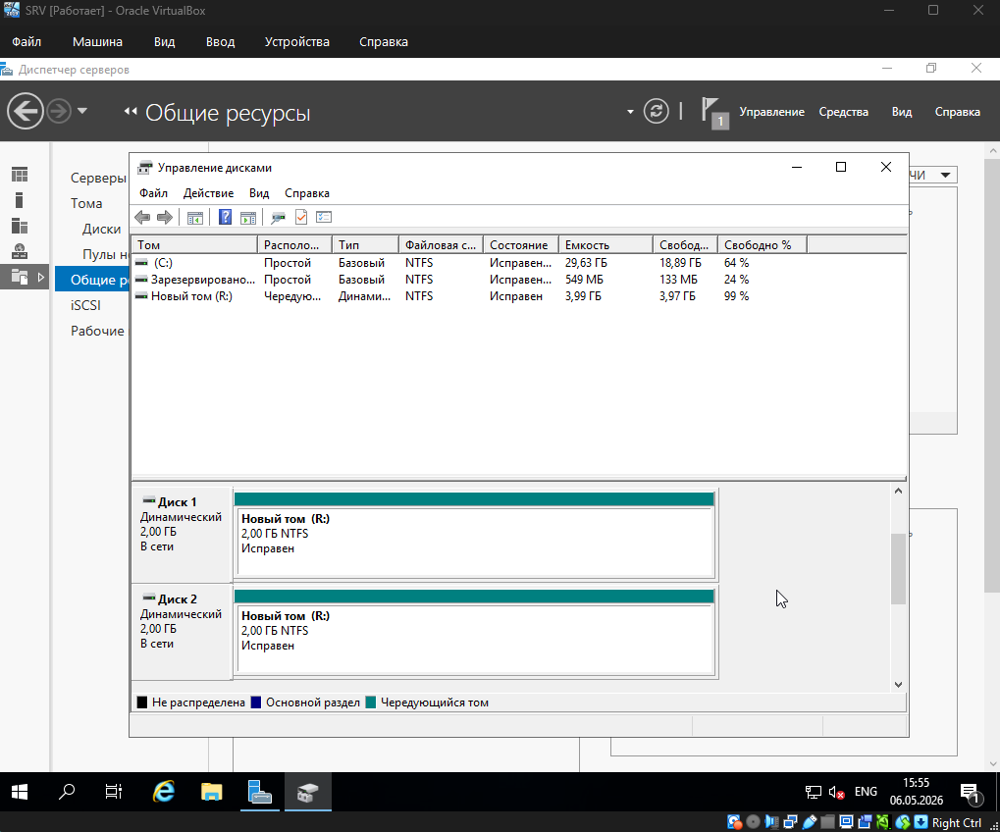 SRV [Работает] - Oracle VirtualBox
Файл Машина Вид Ввод Устройства Справка
Диспетчер серверов
Общие ресурсы
1
Управление Средства Вид Справка
Серверы
Тома
Диски
Пулы
Общие
iSCSI
Рабочие
Управление дисками
Файл Действие Вид Справка
Том Располо... Тип Файловая с... Состояние Емкость Свобод... Свободно %
(C:) Простой Базовый NTFS Исправен... 29,63 ГБ 18,89 ГБ 64 %
Зарезервировано... Простой Базовый NTFS Исправен... 549 МБ 133 МБ 24 %
Новый том (R:) Чередую... Динами... NTFS Исправен 3,99 ГБ 3,97 ГБ 99 %
Диск 1
Динамический
2,00 ГБ
В сети
Новый том (R:)
2,00 ГБ NTFS
Исправен
Диск 2
Динамический
2,00 ГБ
В сети
Новый том (R:)
2,00 ГБ NTFS
Исправен
Не распределена Основной раздел Чередующийся том
ENG
15:55
06.05.2026
1
Right Ctrl